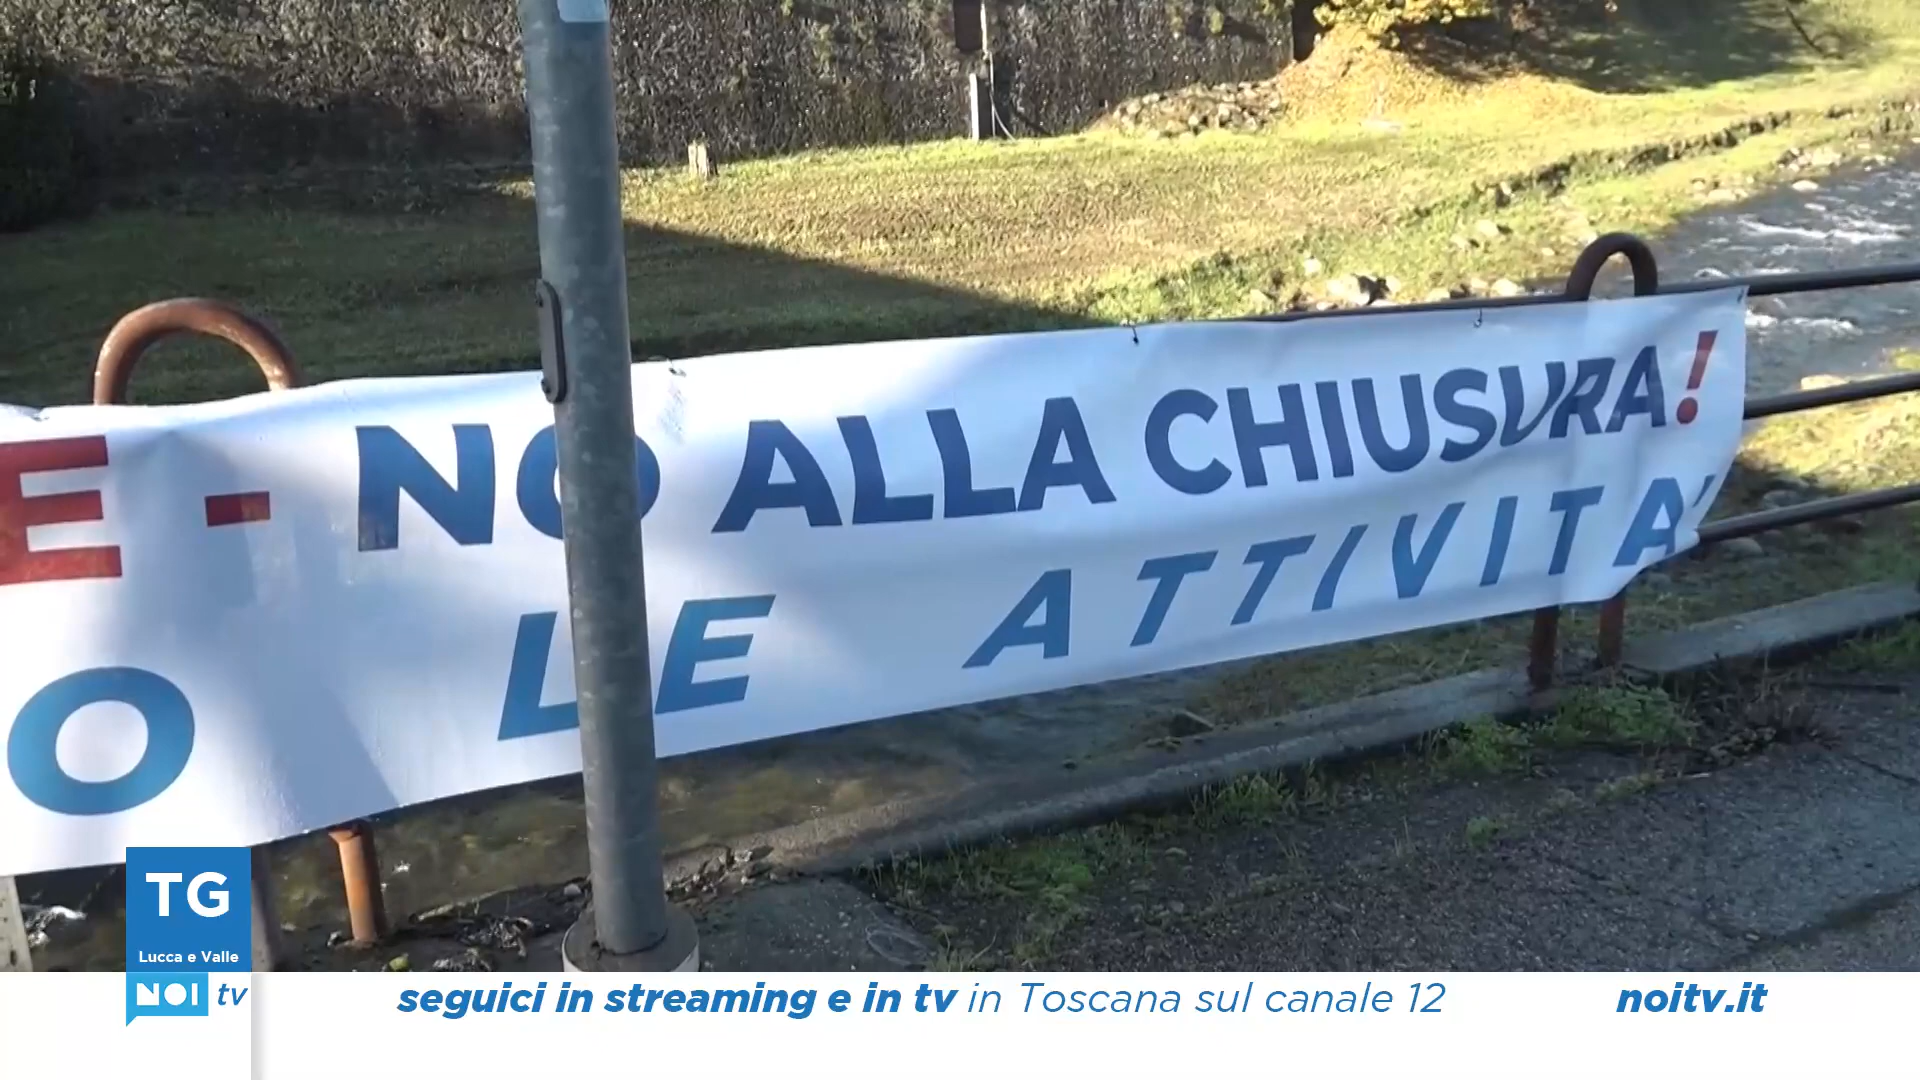 E - NO ALLA CHIUSURA!
O LE ATTIVITA'
TG
Lucca e Valle
NOI tv
seguici in streaming e in tv in Toscana sul canale 12
noitv.it